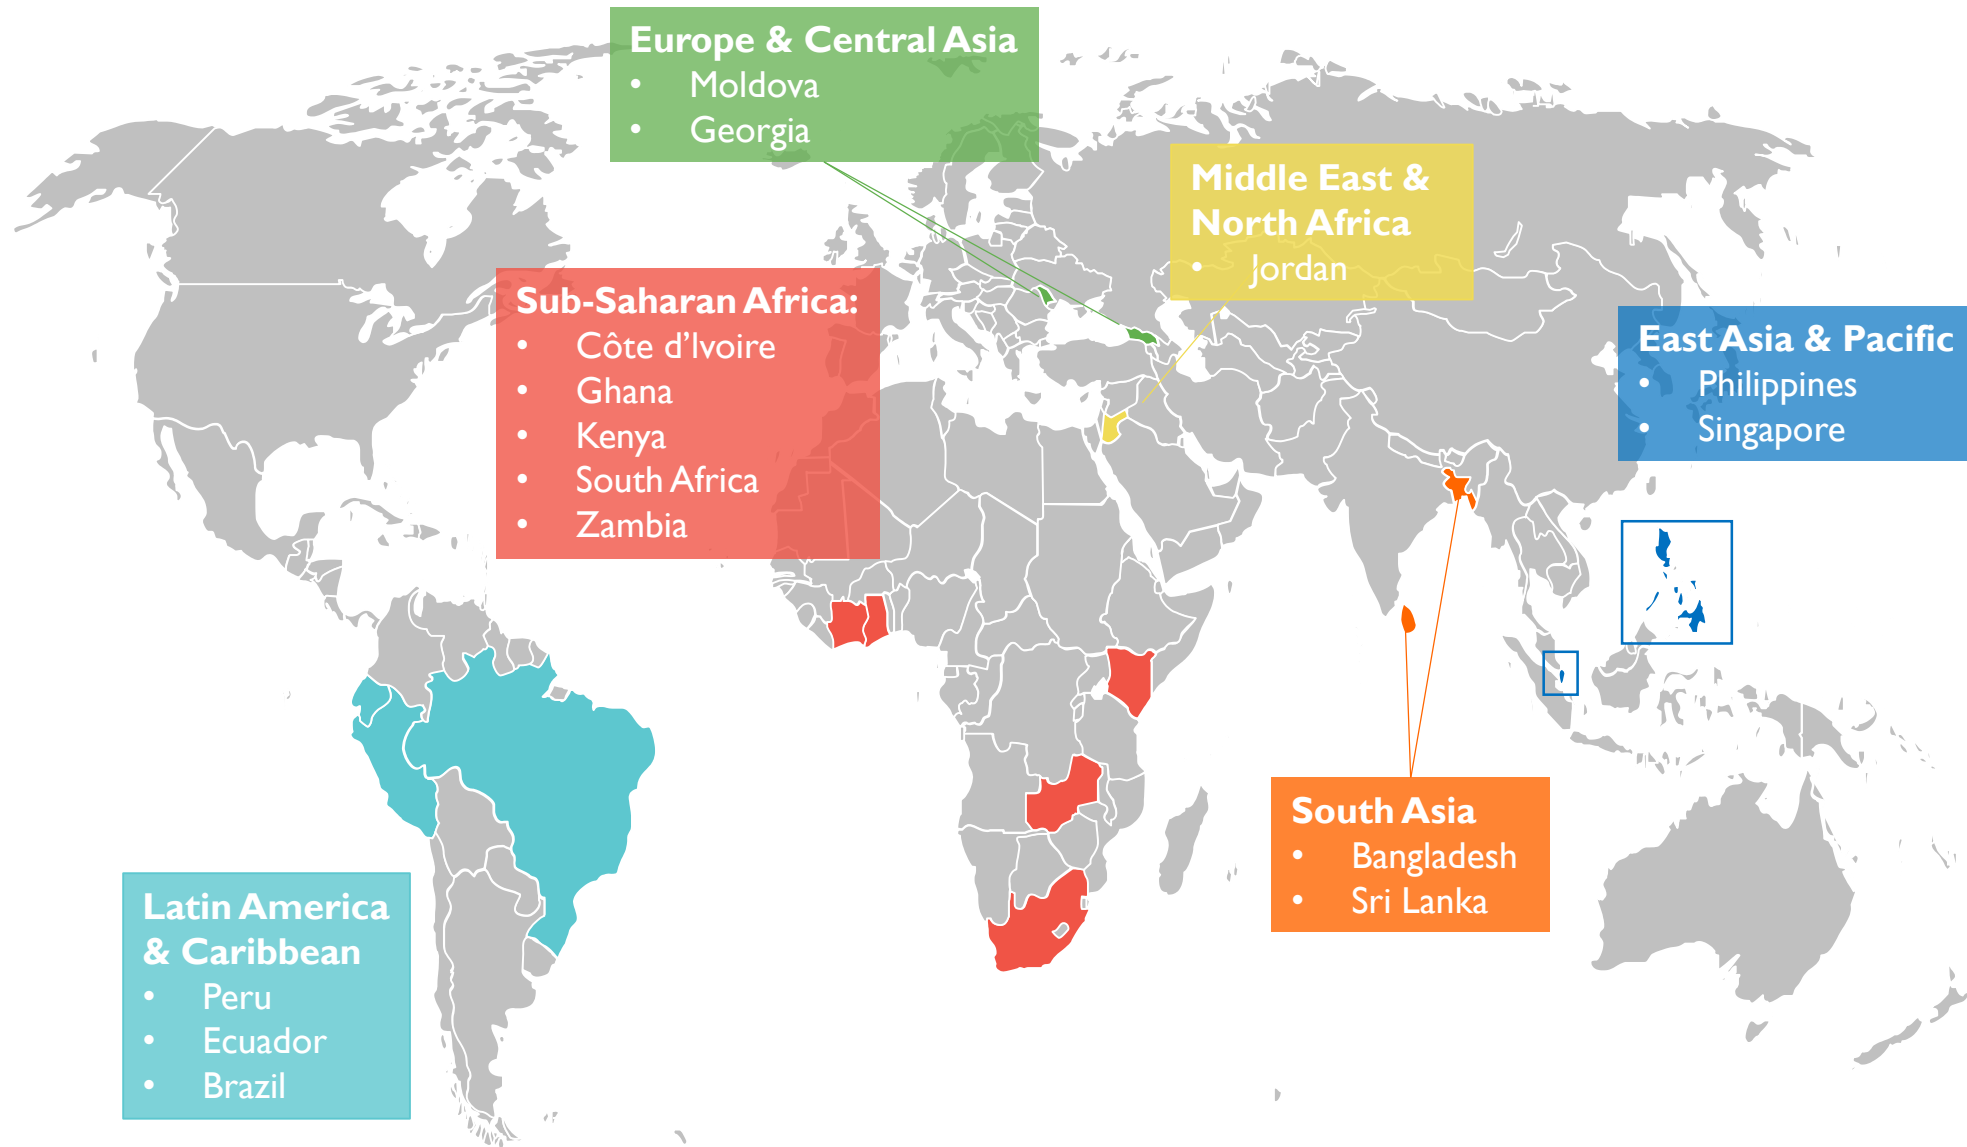 Europe & Central Asia
• Moldova
• Georgia
Middle East &
North Africa
• Jordan
Sub-Saharan Africa:
• Côte d’Ivoire
• Ghana
• Kenya
• South Africa
• Zambia
East Asia & Pacific
• Philippines
• Singapore
South Asia
• Bangladesh
• Sri Lanka
Latin America
& Caribbean
• Peru
• Ecuador
• Brazil